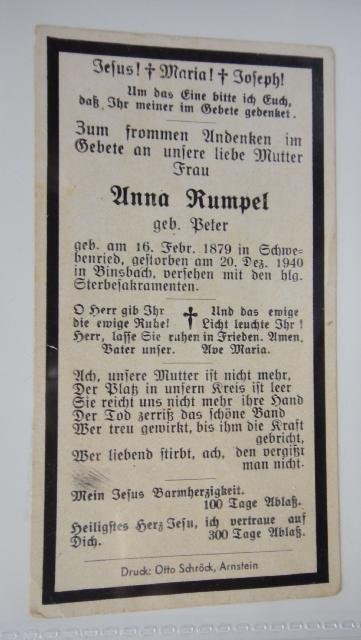 Jesus! † Maria! † Joseph!
Um das Eine bitte ich Euch,
daß Ihr meiner im Gebete gedenket.
Zum frommen Andenken im
Gebete an unsere liebe Mutter
Frau
Anna Rumpel
geb. Peter
geb. am 16. Febr. 1879 in Schwe-
benried, gestorben am 20. Dez. 1940
in Binsbach, versehen mit den hlg.
Sterbesakramenten.
O Herr gib Ihr † Und das ewige
die ewige Ruhe! Licht leuchte Ihr!
Herr, lasse Sie ruhen in Frieden. Amen.
Vater unser. Ave Maria.
Ach, unsere Mutter ist nicht mehr,
Der Platz in unsern Kreis ist leer
Sie reicht uns nicht mehr ihre Hand
Der Tod zerriß das schöne Band
Wer treu gewirkt, bis ihm die Kraft
gebricht,
Wer liebend stirbt, ach, den vergißt
man nicht.
Mein Jesus Barmherzigkeit.
100 Tage Ablaß.
Heiligstes Herz Jesu, ich vertraue auf
Dich. 300 Tage Ablaß.
Druck: Otto Schröck, Arnstein